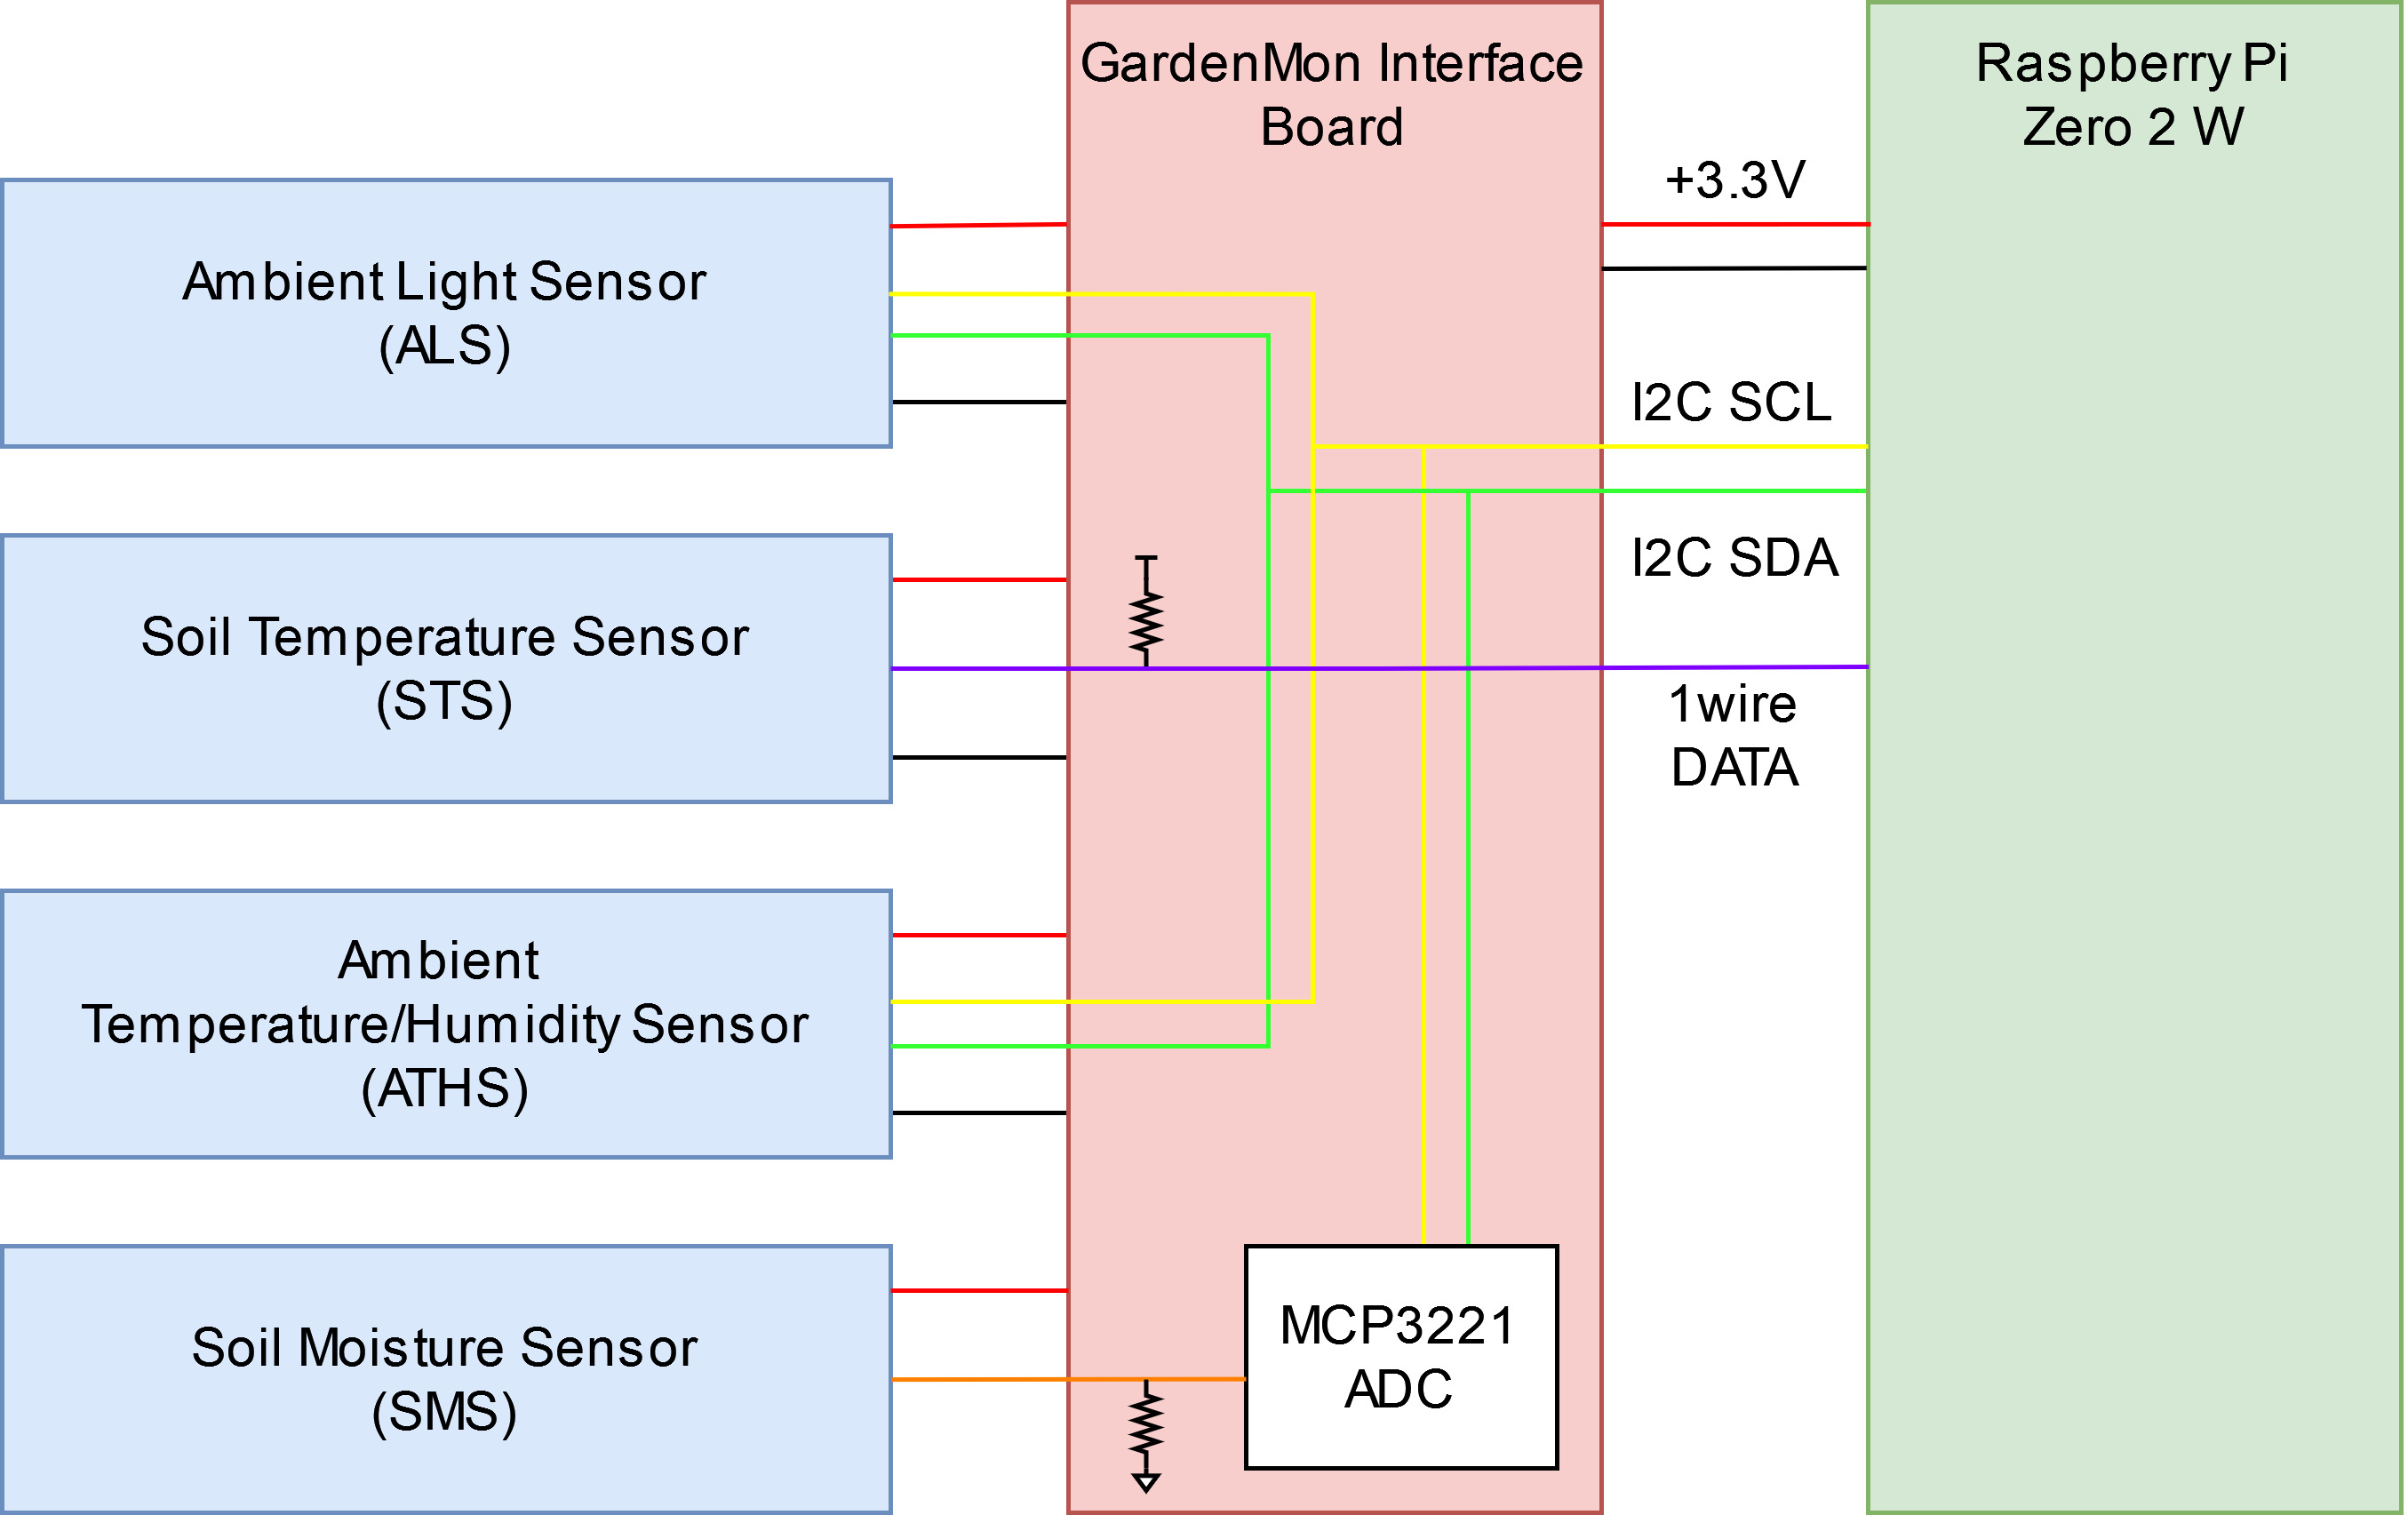 GardenMon Interface
Board
Raspberry Pi
Zero 2 W
+3.3V
Ambient Light Sensor
(ALS)
I2C SCL
I2C SDA
Soil Temperature Sensor
(STS)
1wire
DATA
Ambient
Temperature/Humidity Sensor
(ATHS)
MCP3221
ADC
Soil Moisture Sensor
(SMS)